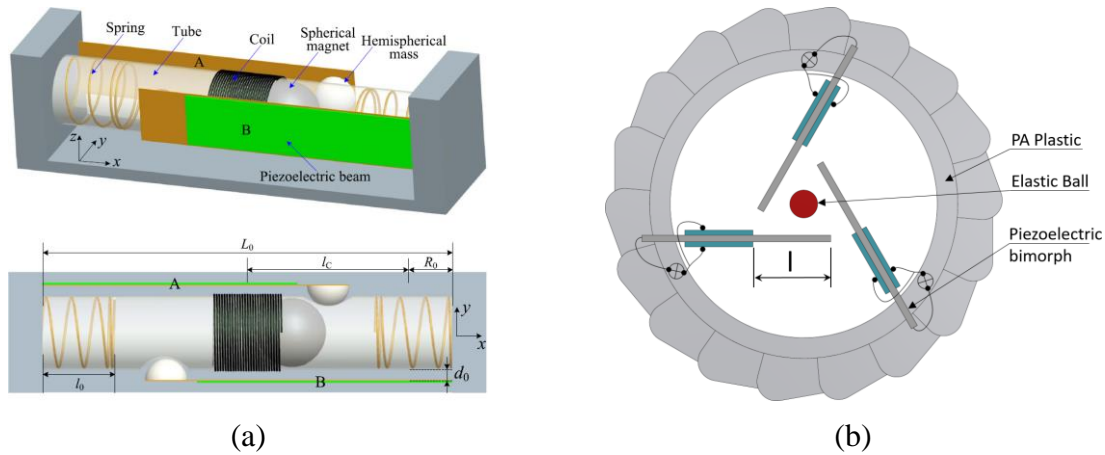 Spring
Tube
Coil
Spherical
magnet
Hemispherical
mass
A
B
z
y
x
Piezoelectric beam
L₀
l_C
R₀
A
y
x
l₀
B
d₀
(a)
PA Plastic
Elastic Ball
Piezoelectric
bimorph
l
(b)